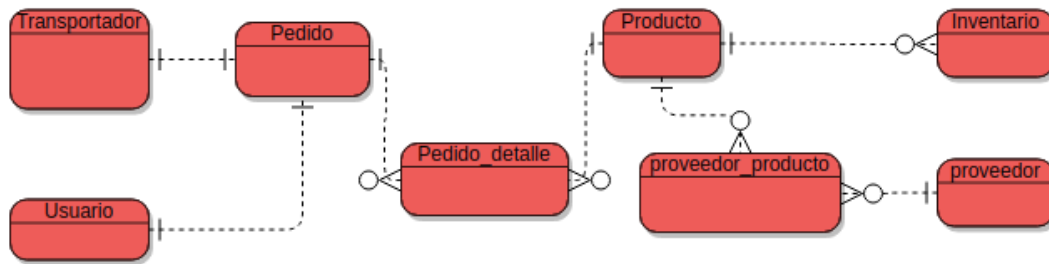 Transportador
Pedido
Producto
Inventario
Pedido_detalle
proveedor_producto
proveedor
Usuario